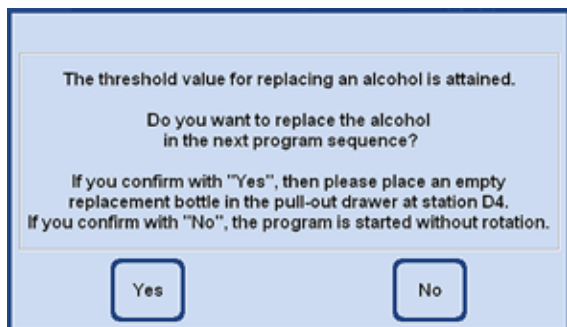 The threshold value for replacing an alcohol is attained.
Do you want to replace the alcohol
in the next program sequence?
If you confirm with "Yes", then please place an empty
replacement bottle in the pull-out drawer at station D4.
If you confirm with "No", the program is started without rotation.
Yes
No